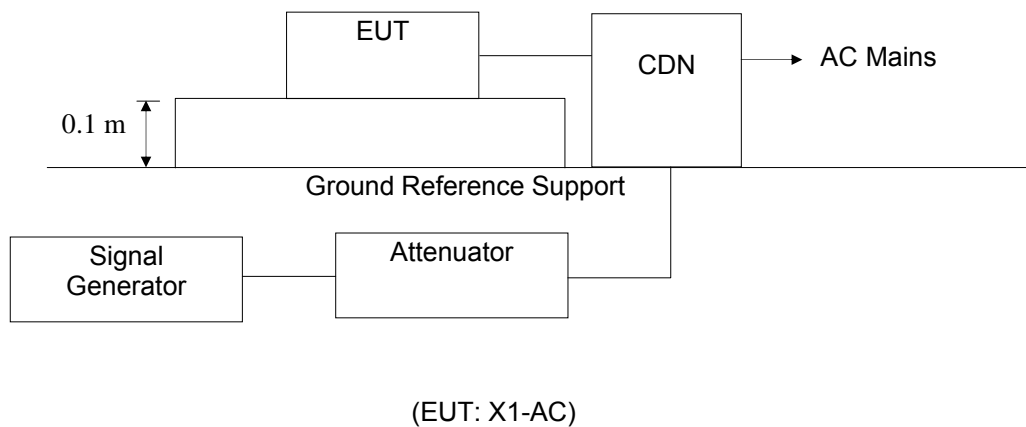 EUT
CDN
AC Mains
0.1 m
Ground Reference Support
Signal
Generator
Attenuator
(EUT: X1-AC)